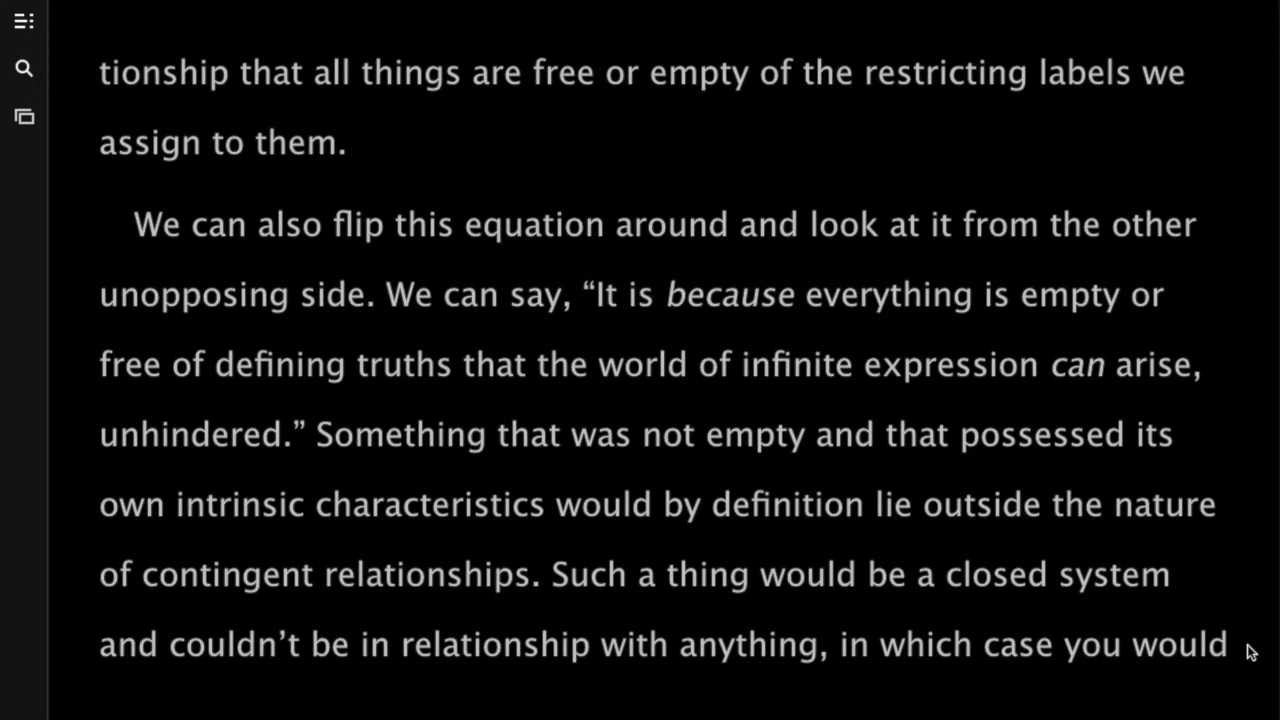 tionship that all things are free or empty of the restricting labels we
assign to them.
We can also flip this equation around and look at it from the other
unopposing side. We can say, “It is because everything is empty or
free of defining truths that the world of infinite expression can arise,
unhindered.” Something that was not empty and that possessed its
own intrinsic characteristics would by definition lie outside the nature
of contingent relationships. Such a thing would be a closed system
and couldn’t be in relationship with anything, in which case you would